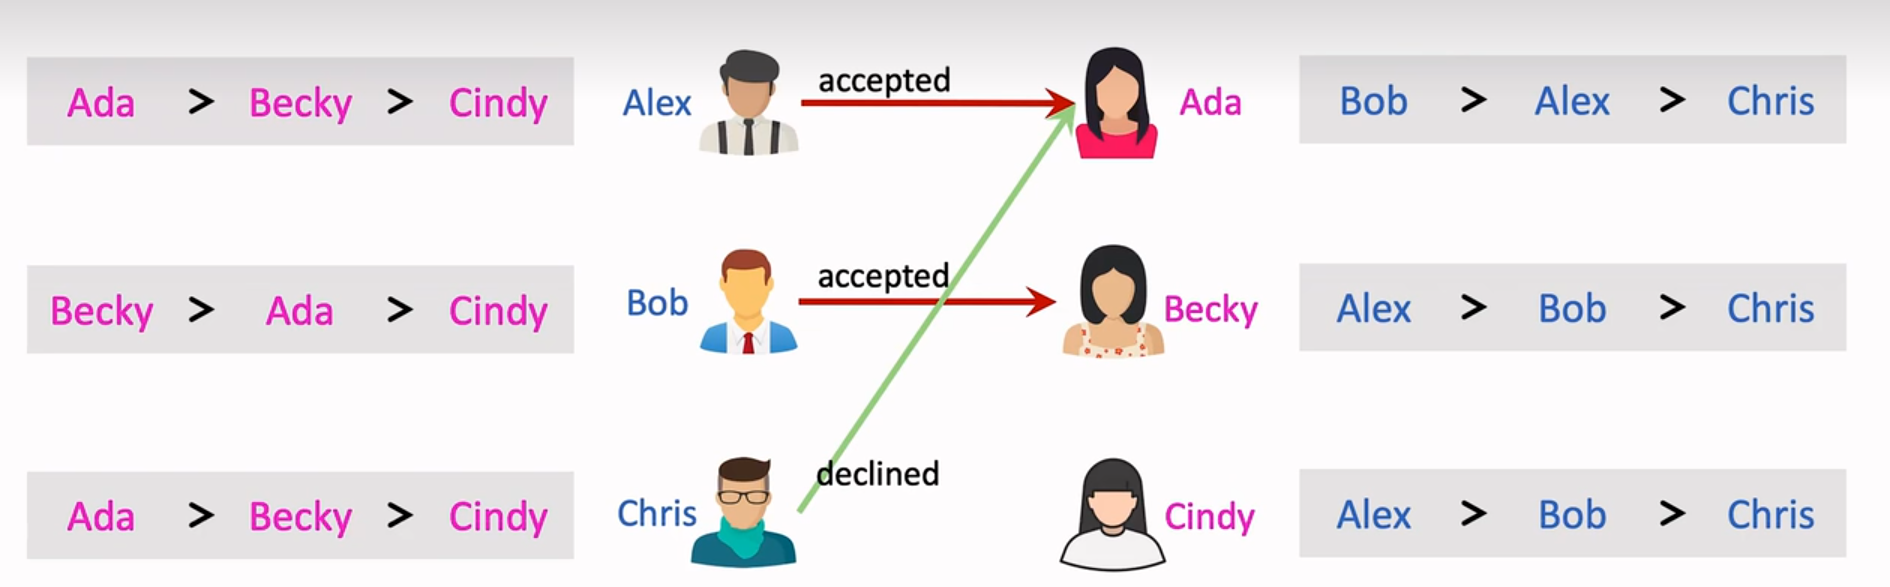 accepted
Ada > Becky > Cindy Alex Ada Bob > Alex > Chris
accepted
Becky > Ada > Cindy Bob Becky Alex > Bob > Chris
declined
Ada > Becky > Cindy Chris Cindy Alex > Bob > Chris